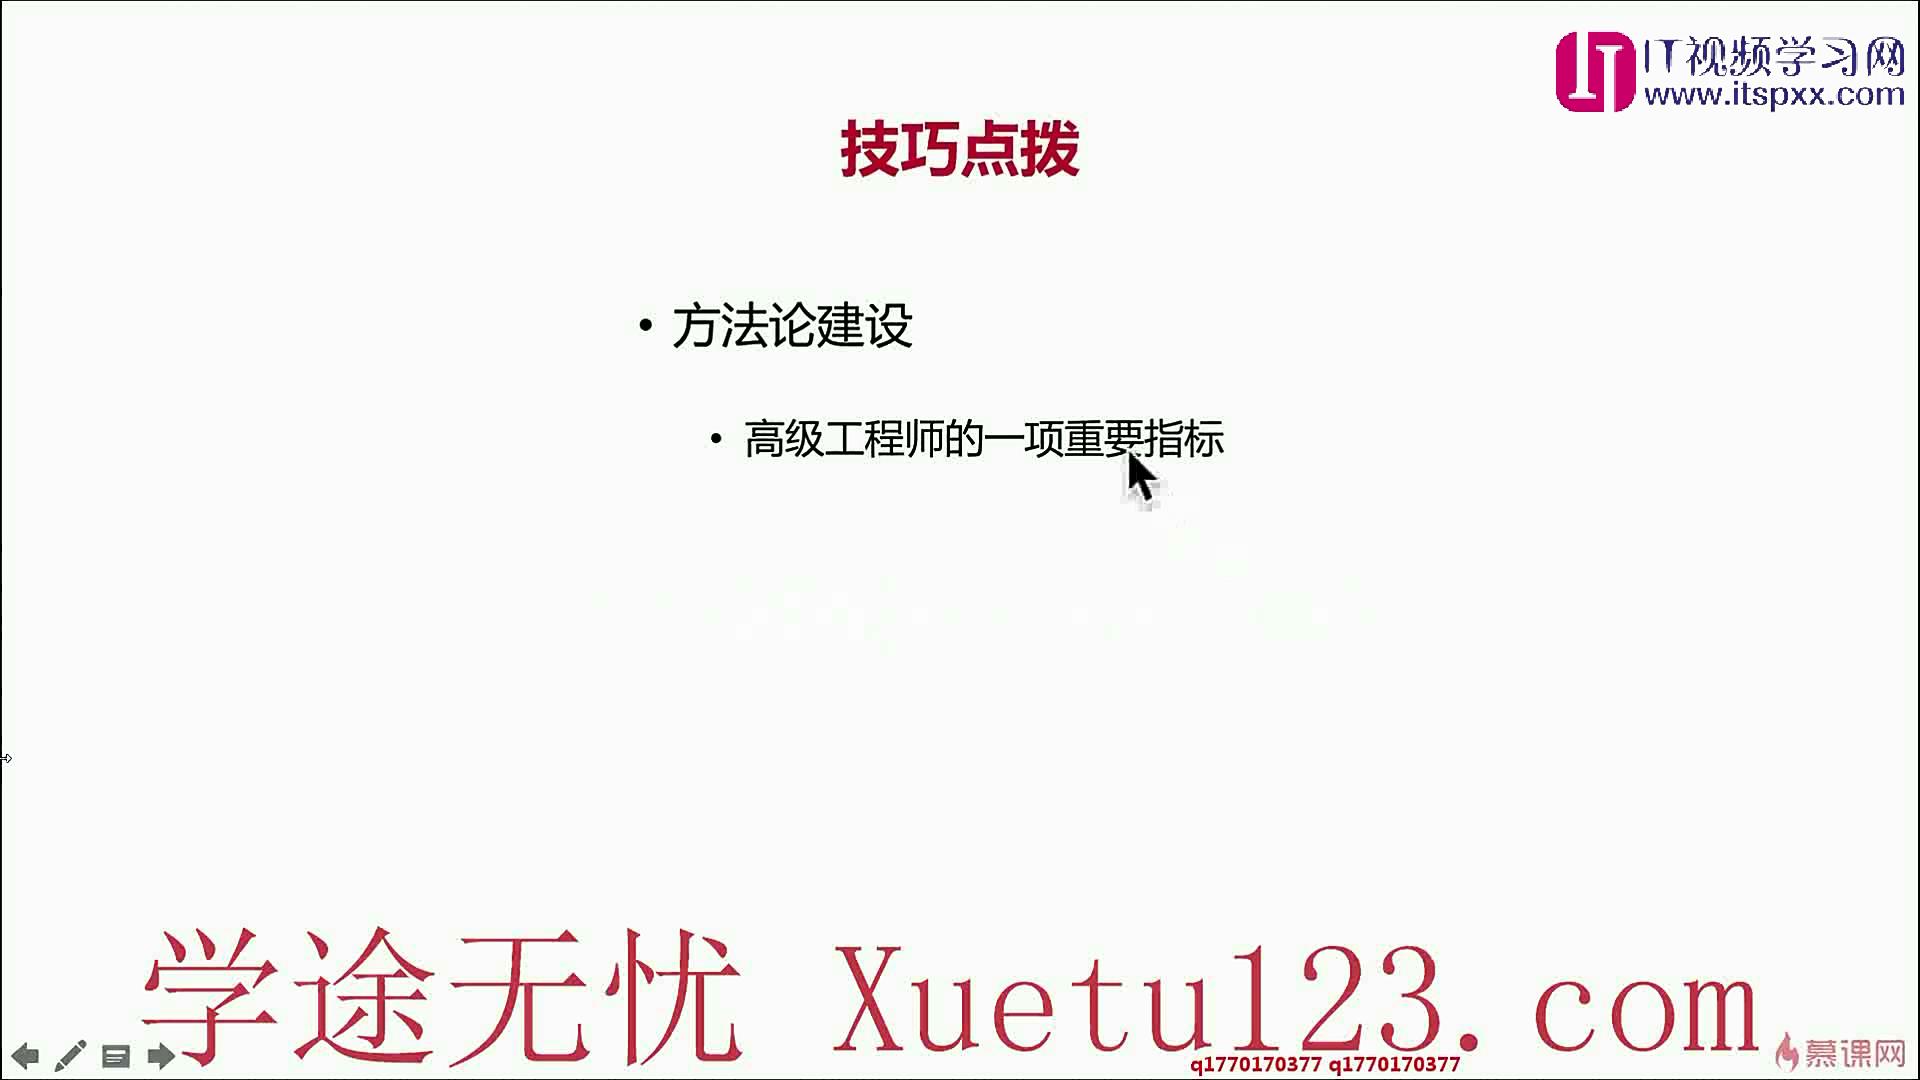 IT视频学习网
www.itspxx.com
技巧点拨
• 方法论建设
• 高级工程师的一项重要指标
学途无忧 Xuetu123.com
q1770170377 q1770170377
慕课网